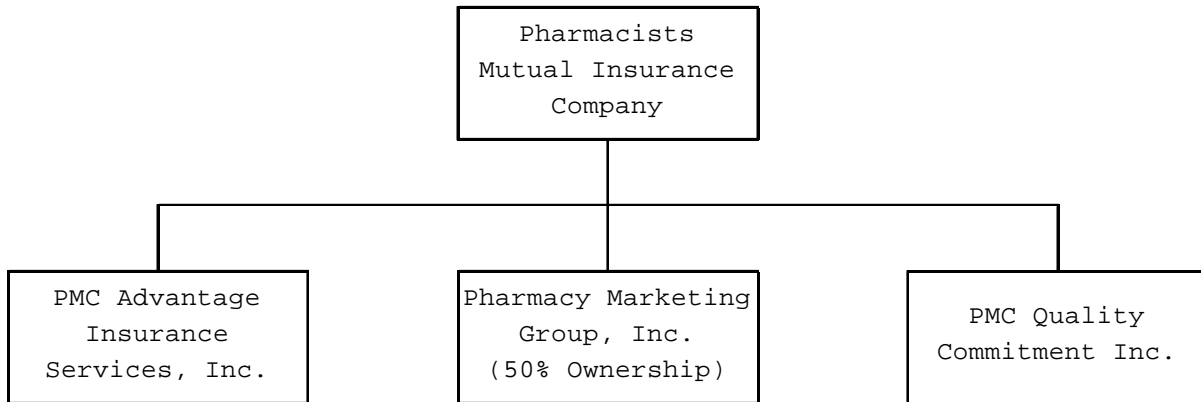 Pharmacists
Mutual Insurance
Company
PMC Advantage
Insurance
Services, Inc.
Pharmacy Marketing
Group, Inc.
(50% Ownership)
PMC Quality
Commitment Inc.